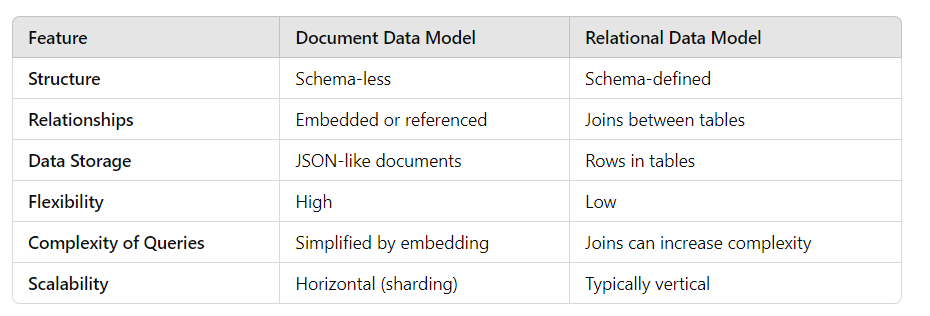 Feature Document Data Model Relational Data Model
Structure Schema-less Schema-defined
Relationships Embedded or referenced Joins between tables
Data Storage JSON-like documents Rows in tables
Flexibility High Low
Complexity of Queries Simplified by embedding Joins can increase complexity
Scalability Horizontal (sharding) Typically vertical